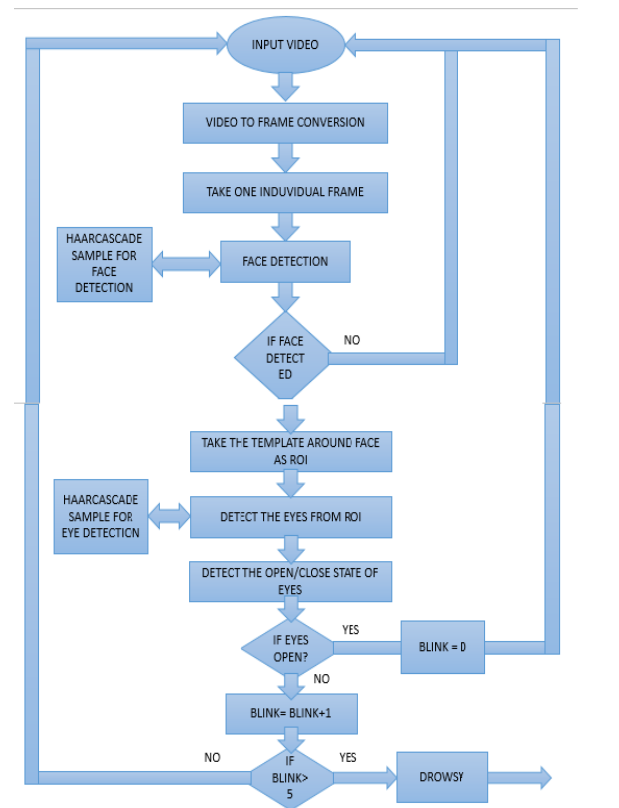 INPUT VIDEO
VIDEO TO FRAME CONVERSION
TAKE ONE INDUVIDUAL FRAME
HAARCASCADE
SAMPLE FOR
FACE
DETECTION
FACE DETECTION
IF FACE
DETECT
ED
NO
TAKE THE TEMPLATE AROUND FACE
AS ROI
HAARCASCADE
SAMPLE FOR
EYE DETECTION
DETECT THE EYES FROM ROI
DETECT THE OPEN/CLOSE STATE OF
EYES
IF EYES
OPEN?
YES
BLINK = 0
NO
BLINK= BLINK+1
NO
IF
BLINK>
5
YES
DROWSY